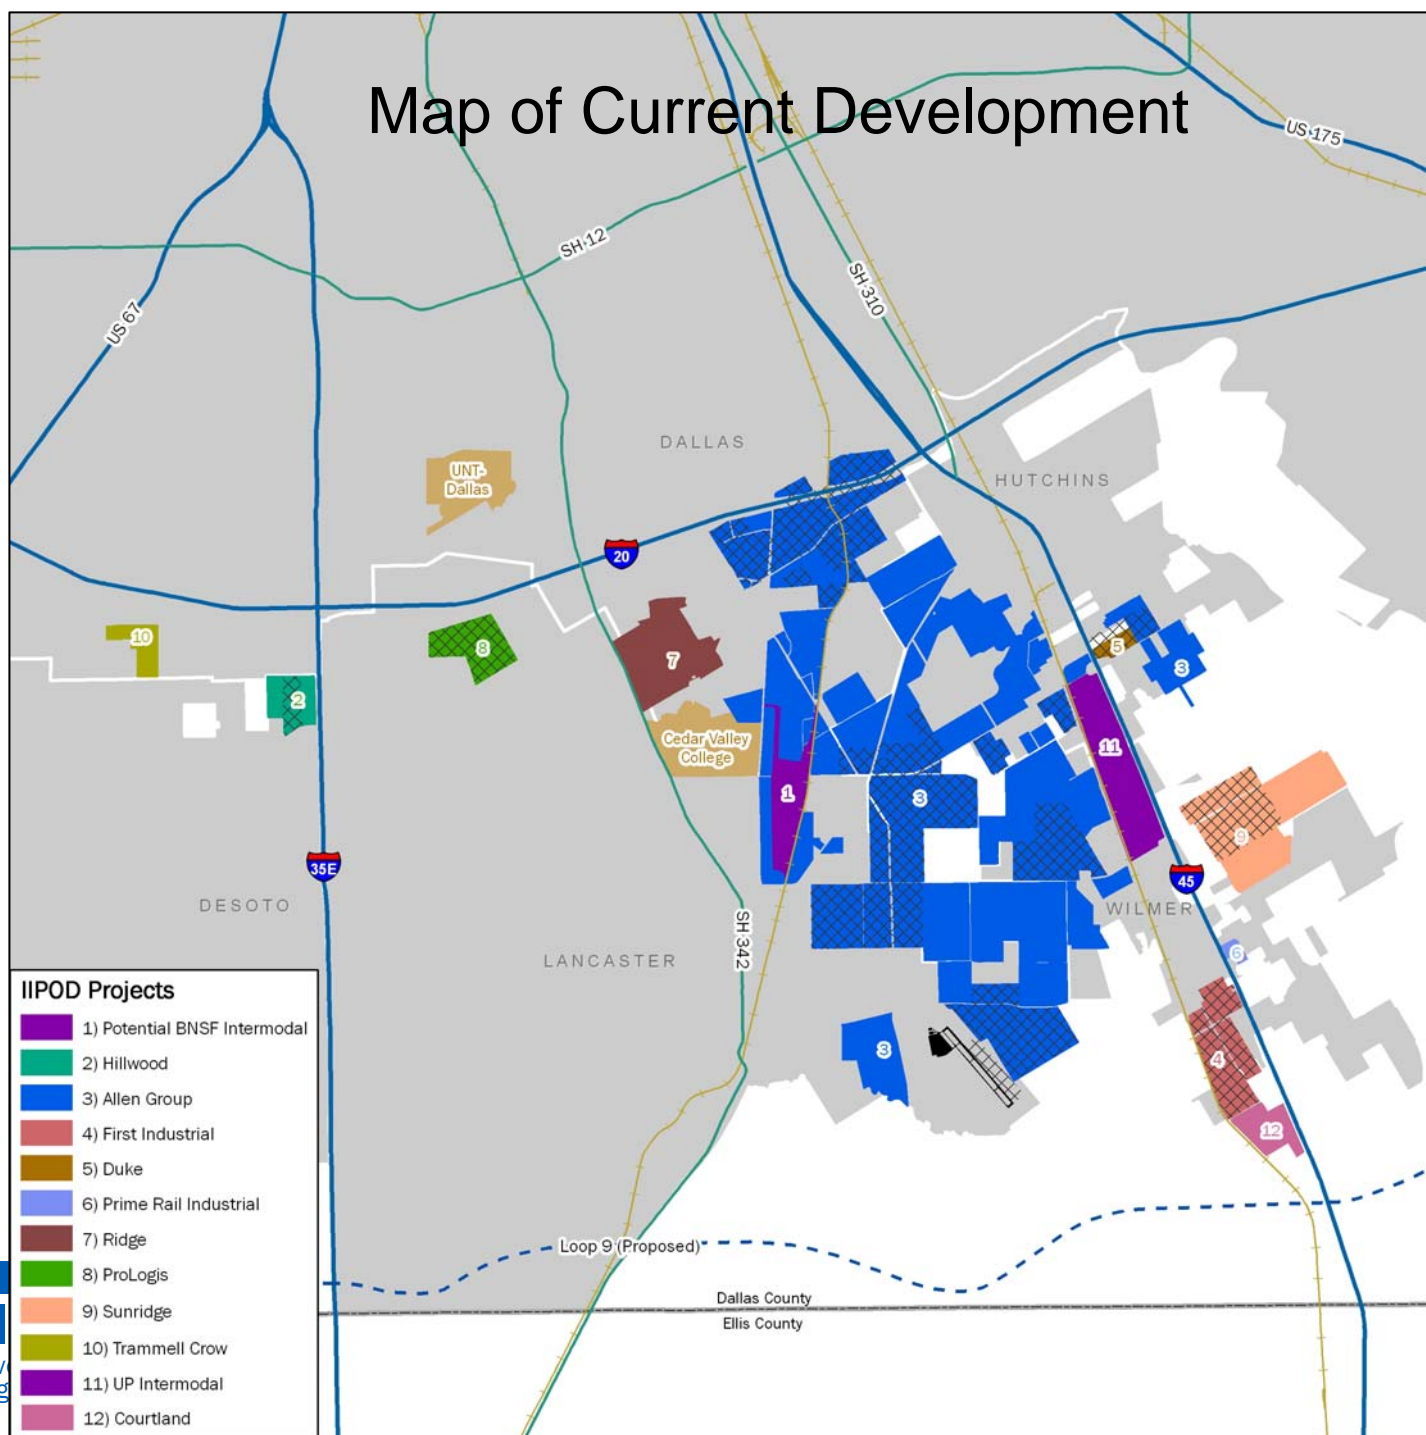 Map of Current Development
US 175
SH 12
SH 310
US 67
DALLAS
HUTCHINS
UNT-
Dallas
20
10
8
7
5
3
2
Cedar Valley
College
11
1
3
9
35E
45
DESOTO
WILMER
SH 342
LANCASTER
6
3
4
12
Loop 9 (Proposed)
Dallas County
Ellis County
IIPOD Projects
1) Potential BNSF Intermodal
2) Hillwood
3) Allen Group
4) First Industrial
5) Duke
6) Prime Rail Industrial
7) Ridge
8) ProLogis
9) Sunridge
10) Trammell Crow
11) UP Intermodal
12) Courtland